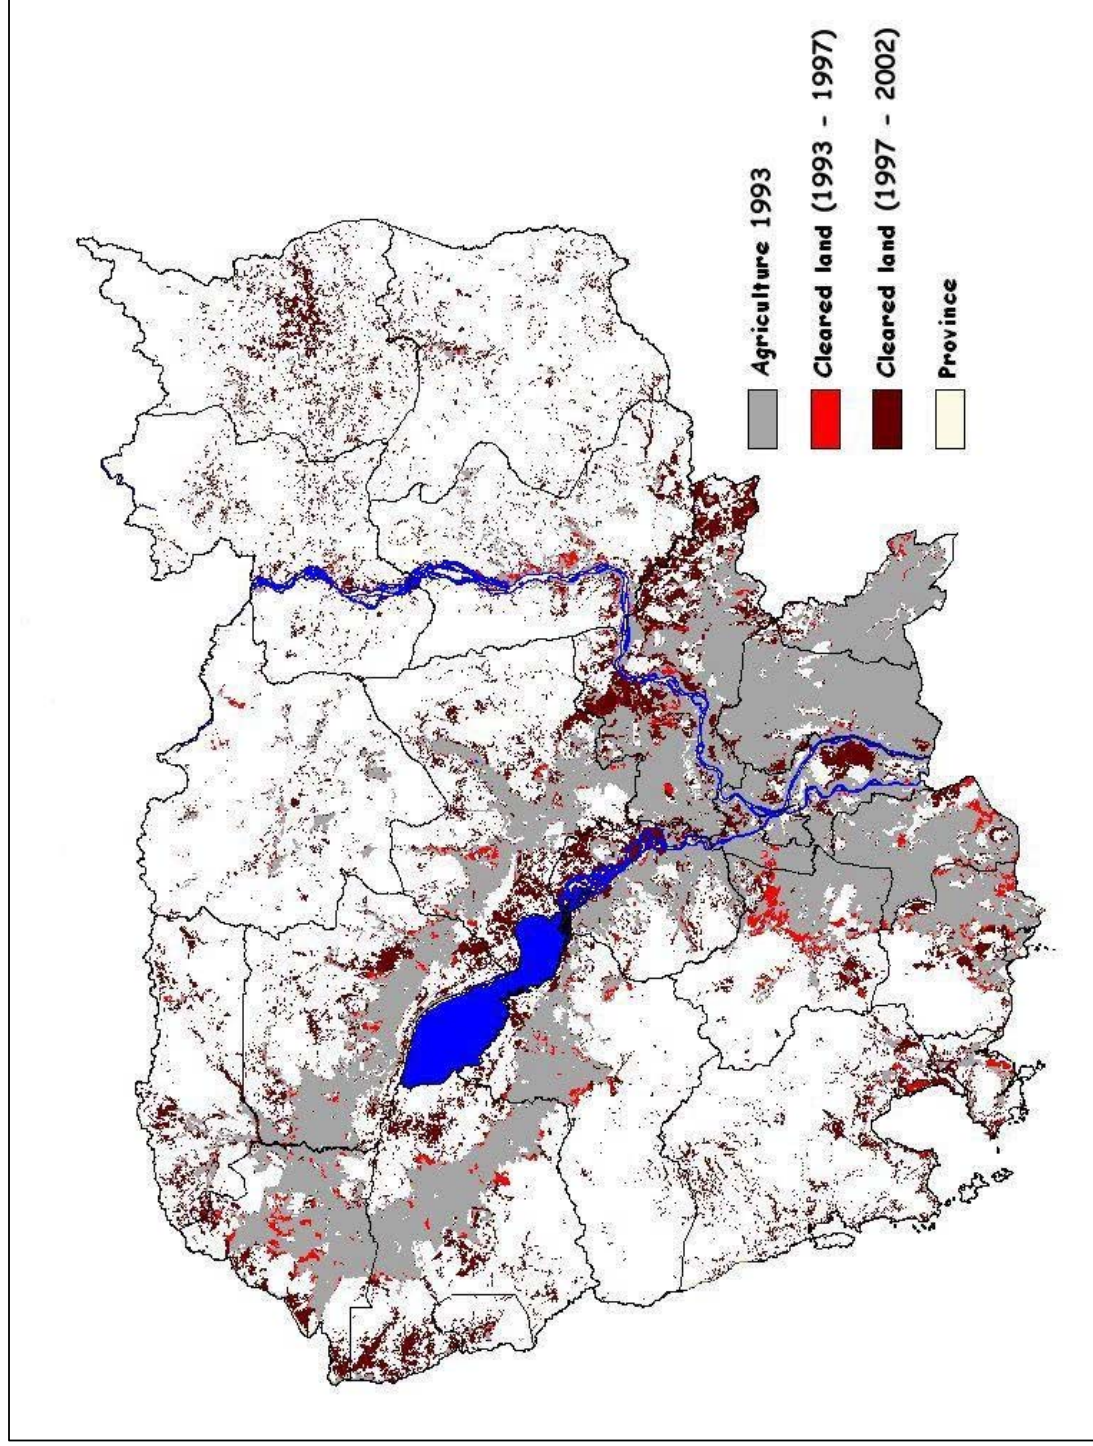 Agriculture 1993
Cleared land (1993 - 1997)
Cleared land (1997 - 2002)
Province